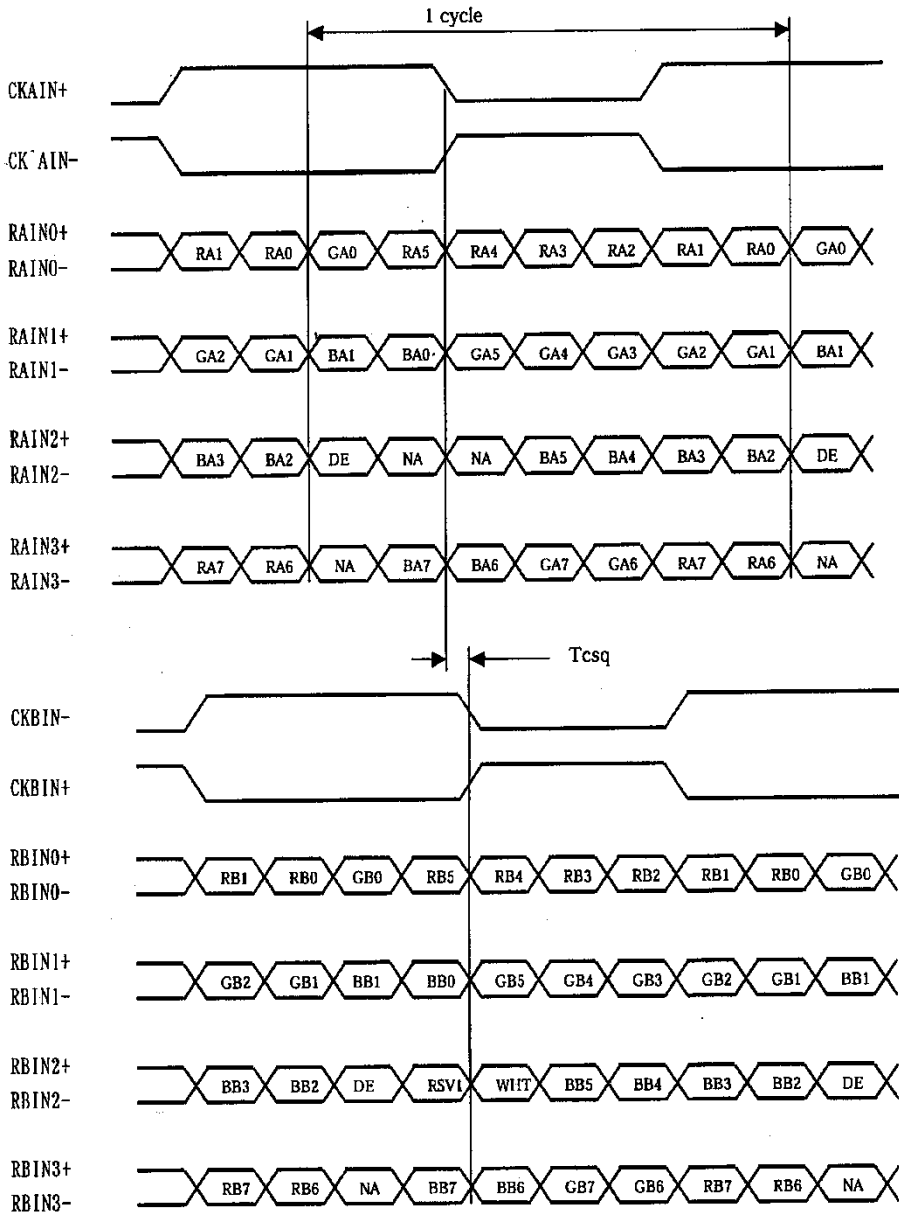 1 cycle
CKAIN+
CK¯AIN-
RAIN0+
RA1 RA0 GA0 RA5 RA4 RA3 RA2 RA1 RA0 GA0
RAIN0-
RAIN1+
GA2 GA1 BA1 BA0 GA5 GA4 GA3 GA2 GA1 BA1
RAIN1-
RAIN2+
BA3 BA2 DE NA NA BA5 BA4 BA3 BA2 DE
RAIN2-
RAIN3+
RA7 RA6 NA BA7 BA6 GA7 GA6 RA7 RA6 NA
RAIN3-
Tcsq
CKBIN-
CKBIN+
RBIN0+
RB1 RB0 GB0 RB5 RB4 RB3 RB2 RB1 RB0 GB0
RBIN0-
RBIN1+
GB2 GB1 BB1 BB0 GB5 GB4 GB3 GB2 GB1 BB1
RBIN1-
RBIN2+
BB3 BB2 DE RSV1 WHT BB5 BB4 BB3 BB2 DE
RBIN2-
RBIN3+
RB7 RB6 NA BB7 BB6 GB7 GB6 RB7 RB6 NA
RBIN3-